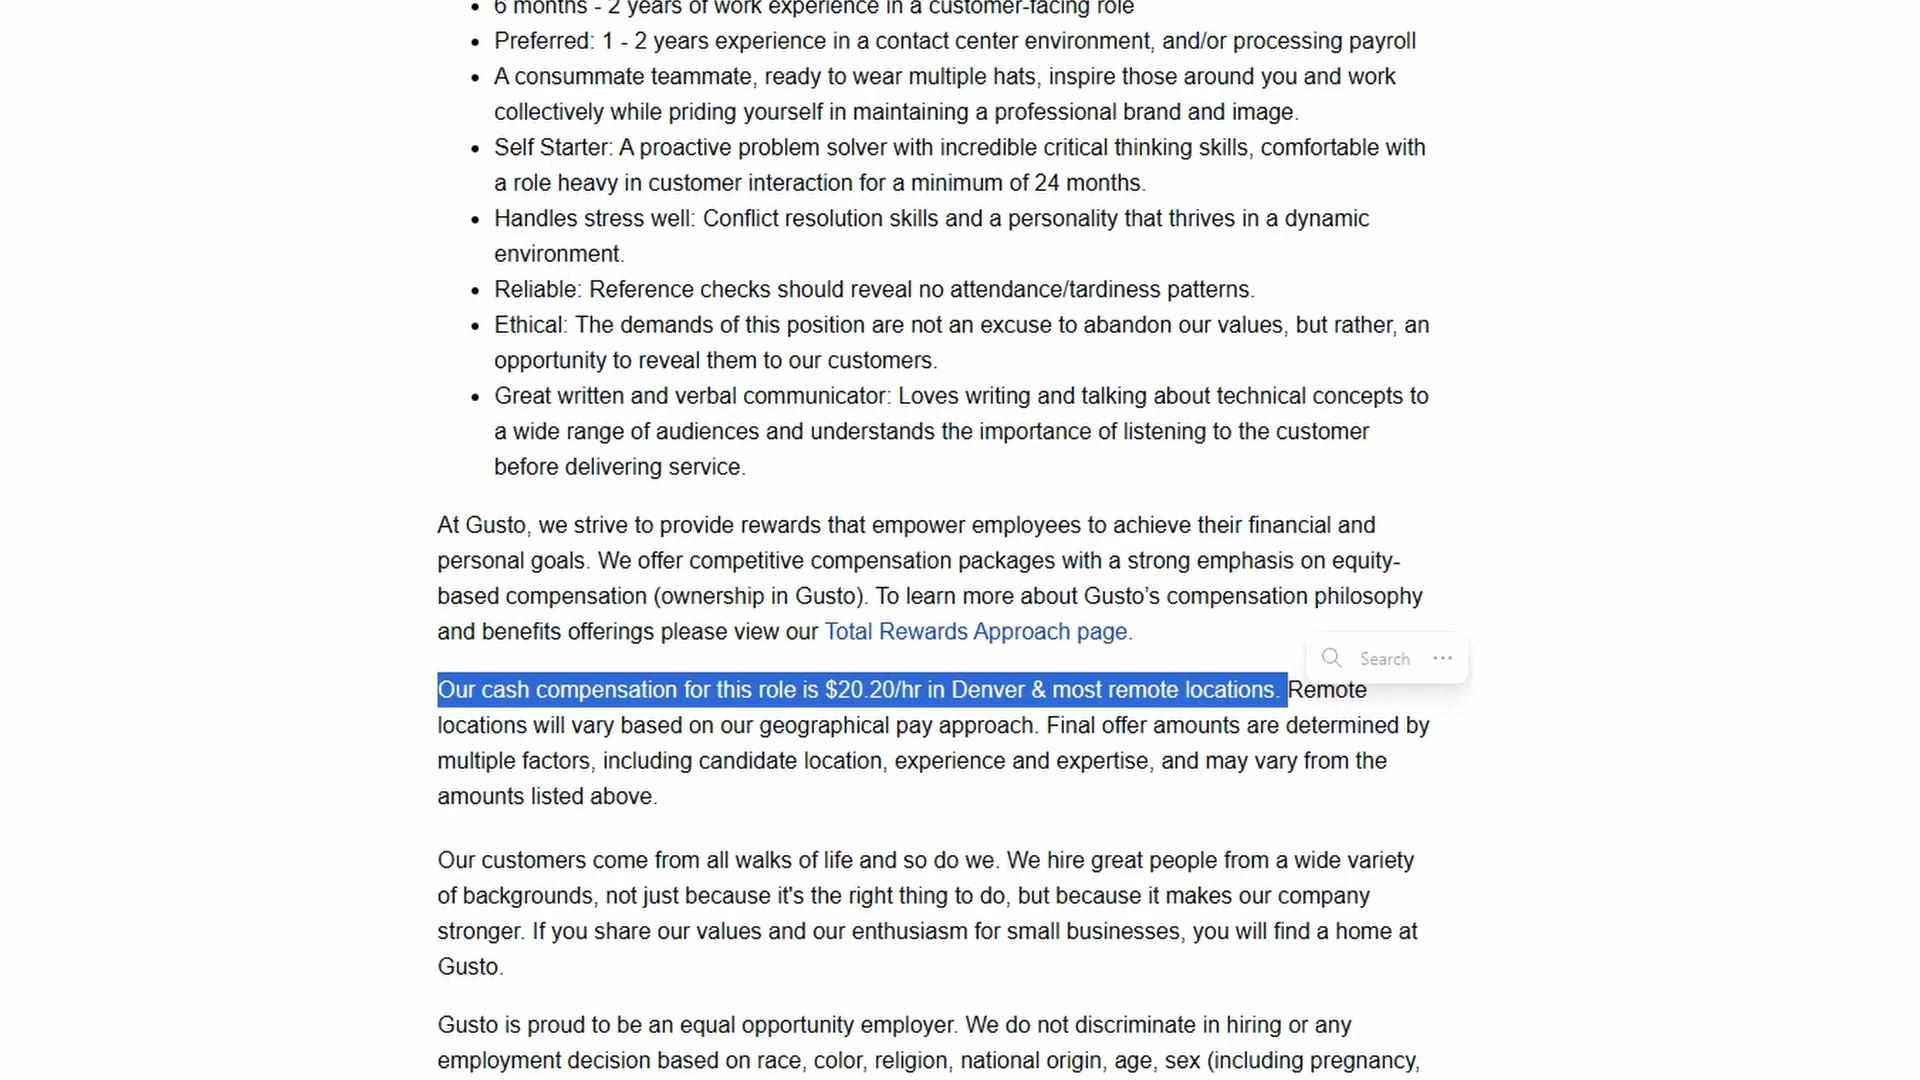 6 months - 2 years of work experience in a customer-facing role
Preferred: 1 - 2 years experience in a contact center environment, and/or processing payroll
A consummate teammate, ready to wear multiple hats, inspire those around you and work
collectively while priding yourself in maintaining a professional brand and image.
Self Starter: A proactive problem solver with incredible critical thinking skills, comfortable with
a role heavy in customer interaction for a minimum of 24 months.
Handles stress well: Conflict resolution skills and a personality that thrives in a dynamic
environment.
Reliable: Reference checks should reveal no attendance/tardiness patterns.
Ethical: The demands of this position are not an excuse to abandon our values, but rather, an
opportunity to reveal them to our customers.
Great written and verbal communicator: Loves writing and talking about technical concepts to
a wide range of audiences and understands the importance of listening to the customer
before delivering service.
At Gusto, we strive to provide rewards that empower employees to achieve their financial and
personal goals. We offer competitive compensation packages with a strong emphasis on equity-
based compensation (ownership in Gusto). To learn more about Gusto’s compensation philosophy
and benefits offerings please view our Total Rewards Approach page.
Search
Our cash compensation for this role is $20.20/hr in Denver & most remote locations. Remote
locations will vary based on our geographical pay approach. Final offer amounts are determined by
multiple factors, including candidate location, experience and expertise, and may vary from the
amounts listed above.
Our customers come from all walks of life and so do we. We hire great people from a wide variety
of backgrounds, not just because it's the right thing to do, but because it makes our company
stronger. If you share our values and our enthusiasm for small businesses, you will find a home at
Gusto.
Gusto is proud to be an equal opportunity employer. We do not discriminate in hiring or any
employment decision based on race, color, religion, national origin, age, sex (including pregnancy,